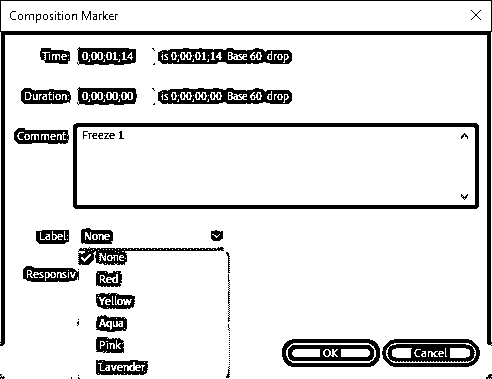 Composition Marker
Time: 0;00;01;14 is 0;00;01;14 Base 60 drop
Duration: 0;00;00;00 is 0;00;00;00 Base 60 drop
Comment: Freeze 1
Label: None
None
Responsiv
Red
Yellow
Aqua
Pink
Lavender
OK Cancel